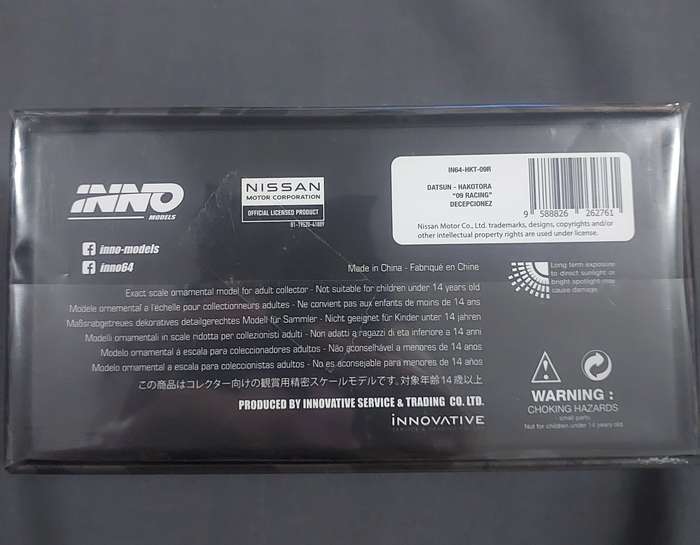 INNO
MODELS
inno-models
inno64
NISSAN
MOTOR CORPORATION
OFFICIAL LICENSED PRODUCT
IN64-HKT-09R
DATSUN - HAKOTORA
"09 RACING"
DECEPCIONEZ
9 588826 262761
Nissan Motor Co., Ltd. trademarks, designs, copyrights and/or
other intellectual property rights are used under license.
Made in China - Fabriqué en Chine
Long term exposure
to direct sunlight or
bright spotlight may
cause damage.
Exact scale ornamental model for adult collector - Not suitable for children under 14 years old
Modele ornemental a l'échelle pour collectionneurs adultes - Ne convient pas aux enfants de moins de 14 ans
Maßsrabgetreues dekoratives detailgerechtes Modell für Sammler - Nicht geeignet für Kinder unter 14 jahren
Modelli ornamentali in scale ridotta per collezionisti adulti - Non adatti a ragazzi di eta inferiore a 14 anni
Modelo ornamental á escala para coleccionadores adultos - Não aconselhável a menores de 14 anos
Modelo ornamental a escala para coleccionistas adultos - No es aconsejable para menores de 14 años
この商品はコレクター向けの観賞用精密スケールモデルです。対象年齢14歳以上
PRODUCED BY INNOVATIVE SERVICE & TRADING CO. LTD.
INNOVATIVE
SERVICE & TRADING
WARNING :
CHOKING HAZARDS
small parts.
Not for children under 14 years old